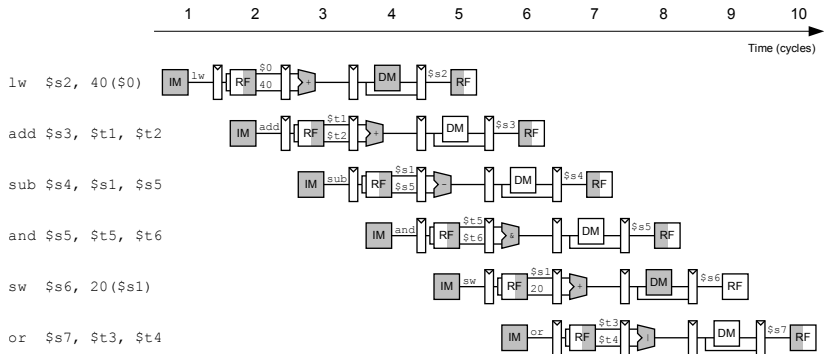 1 2 3 4 5 6 7 8 9 10
Time (cycles)
$0 $s2
lw $s2, 40($0) IM lw RF 40 + DM RF
$t1 $s3
add $s3, $t1, $t2 IM add RF $t2 + DM RF
$s1 $s4
sub $s4, $s1, $s5 IM sub RF $s5 - DM RF
$t5 $s5
and $s5, $t5, $t6 IM and RF $t6 & DM RF
$s1 $s6
sw $s6, 20($s1) IM sw RF 20 + DM RF
$t3 $s7
or $s7, $t3, $t4 IM or RF $t4 | DM RF